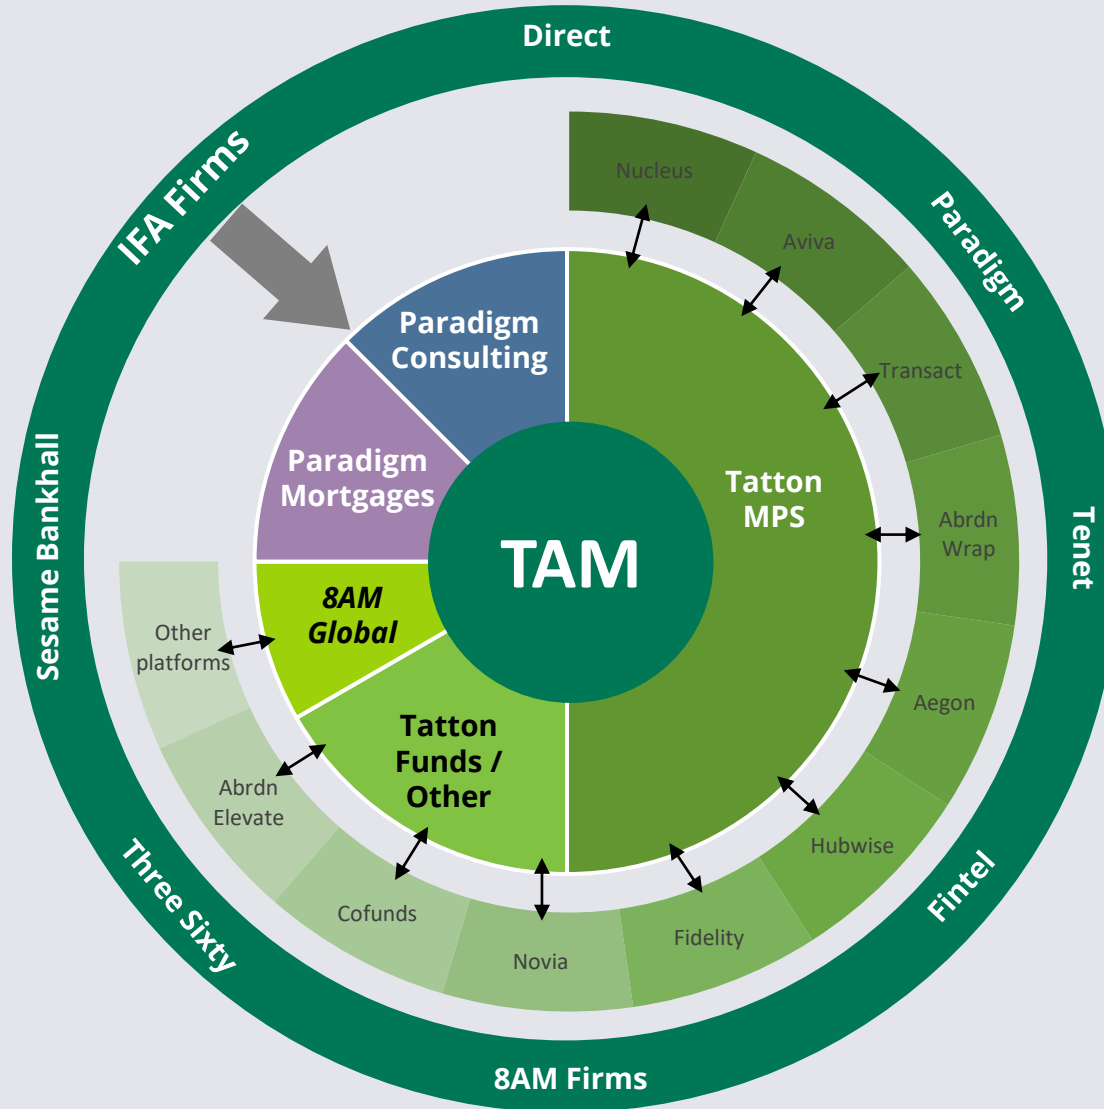 Direct
IFA Firms
Paradigm
Tenet
Fintel
8AM Firms
Three Sixty
Sesame Bankhall
Nucleus
Aviva
Transact
Abrdn
Wrap
Aegon
Hubwise
Fidelity
Novia
Cofunds
Abrdn
Elevate
Other
platforms
Paradigm
Consulting
Paradigm
Mortgages
8AM
Global
Tatton
Funds /
Other
Tatton
MPS
TAM